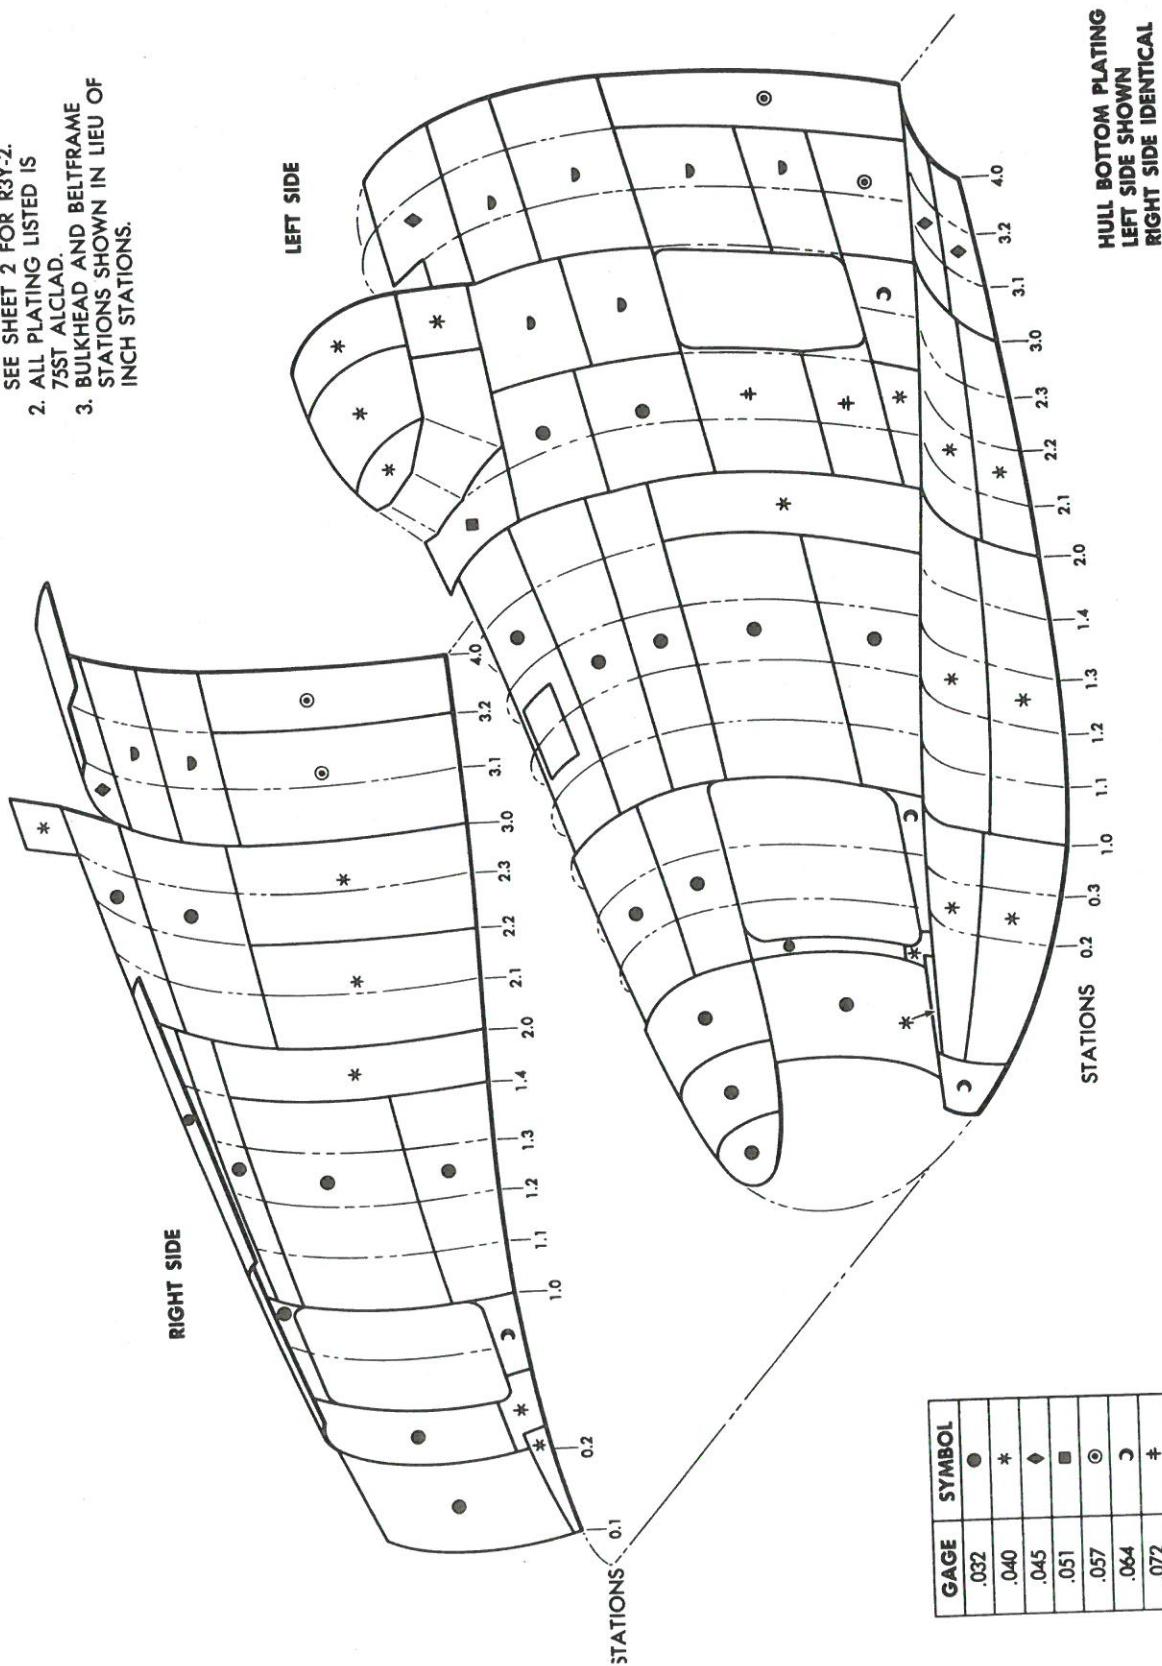 SEE SHEET 2 FOR R3Y-2.
2. ALL PLATING LISTED IS
75ST ALCLAD.
3. BULKHEAD AND BELTFRAME
STATIONS SHOWN IN LIEU OF
INCH STATIONS.
LEFT SIDE
RIGHT SIDE
4.0
3.2
3.1
3.0
2.3
2.2
2.1
2.0
1.4
1.3
1.2
1.1
1.0
0.2
0.1
STATIONS
4.0
3.2
3.1
3.0
2.3
2.2
2.1
2.0
1.4
1.3
1.2
1.1
1.0
0.3
0.2
STATIONS
HULL BOTTOM PLATING
LEFT SIDE SHOWN
RIGHT SIDE IDENTICAL
GAGE SYMBOL
.032 ●
.040 *
.045 ◆
.051 ■
.057 ◉
.064 ☾
.072 ‡